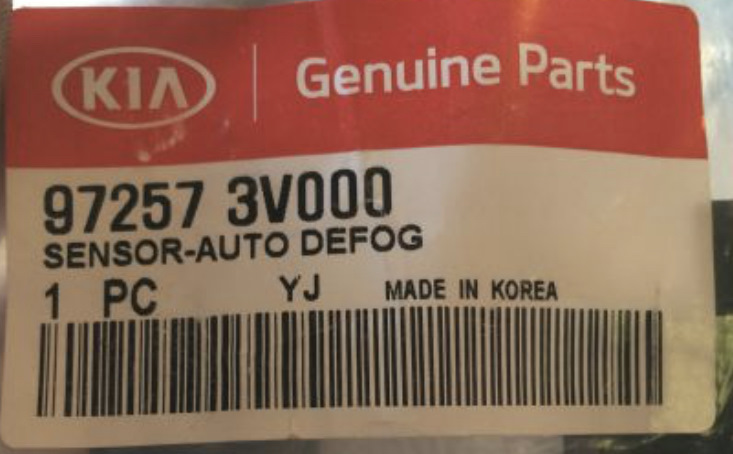 KIA Genuine Parts
97257 3V000
SENSOR-AUTO DEFOG
1 PC YJ MADE IN KOREA